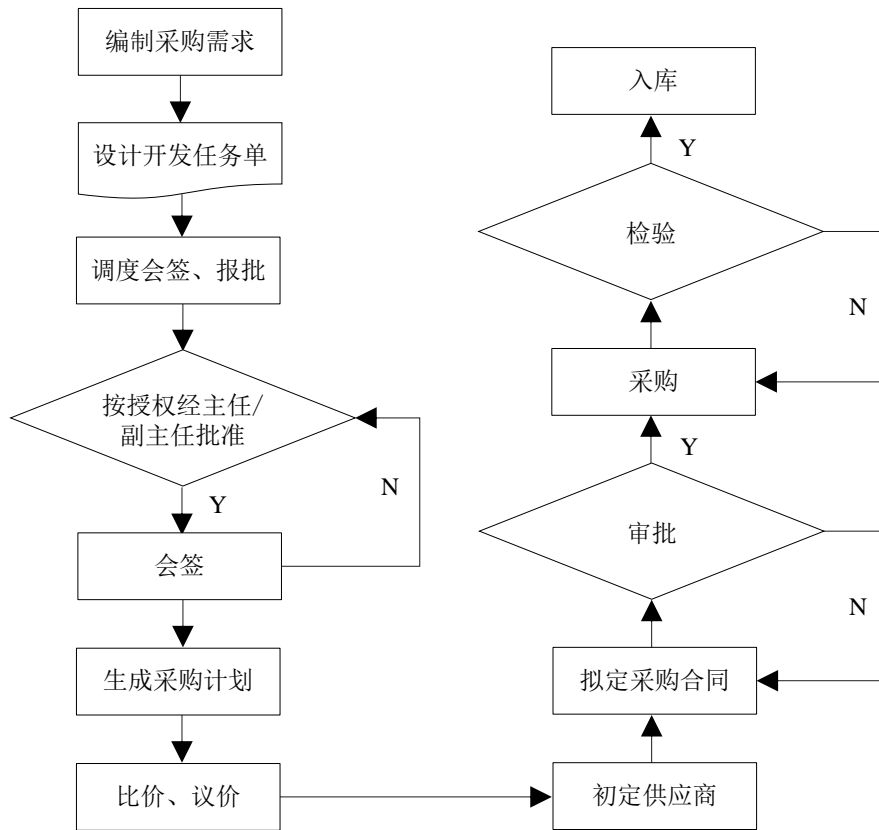 编制采购需求
设计开发任务单
调度会签、报批
按授权经主任/
副主任批准
Y
N
会签
生成采购计划
比价、议价
入库
Y
检验
N
采购
Y
审批
N
拟定采购合同
初定供应商